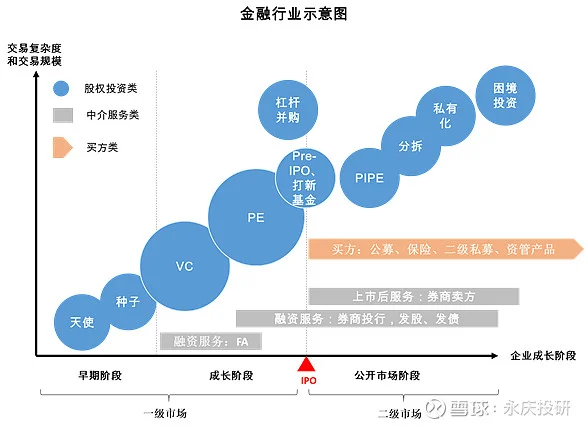 金融行业示意图
交易复杂度
和交易规模
股权投资类
中介服务类
买方类
杠杆
并购
困境
投资
私有
化
分拆
Pre-
IPO、
打新
基金
PIPE
PE
VC
种子
天使
买方：公募、保险、二级私募、资管产品
上市后服务：券商卖方
融资服务：券商投行，发股、发债
融资服务：FA
企业成长阶段
早期阶段
成长阶段
IPO
公开市场阶段
一级市场
二级市场
雪球：永庆投研